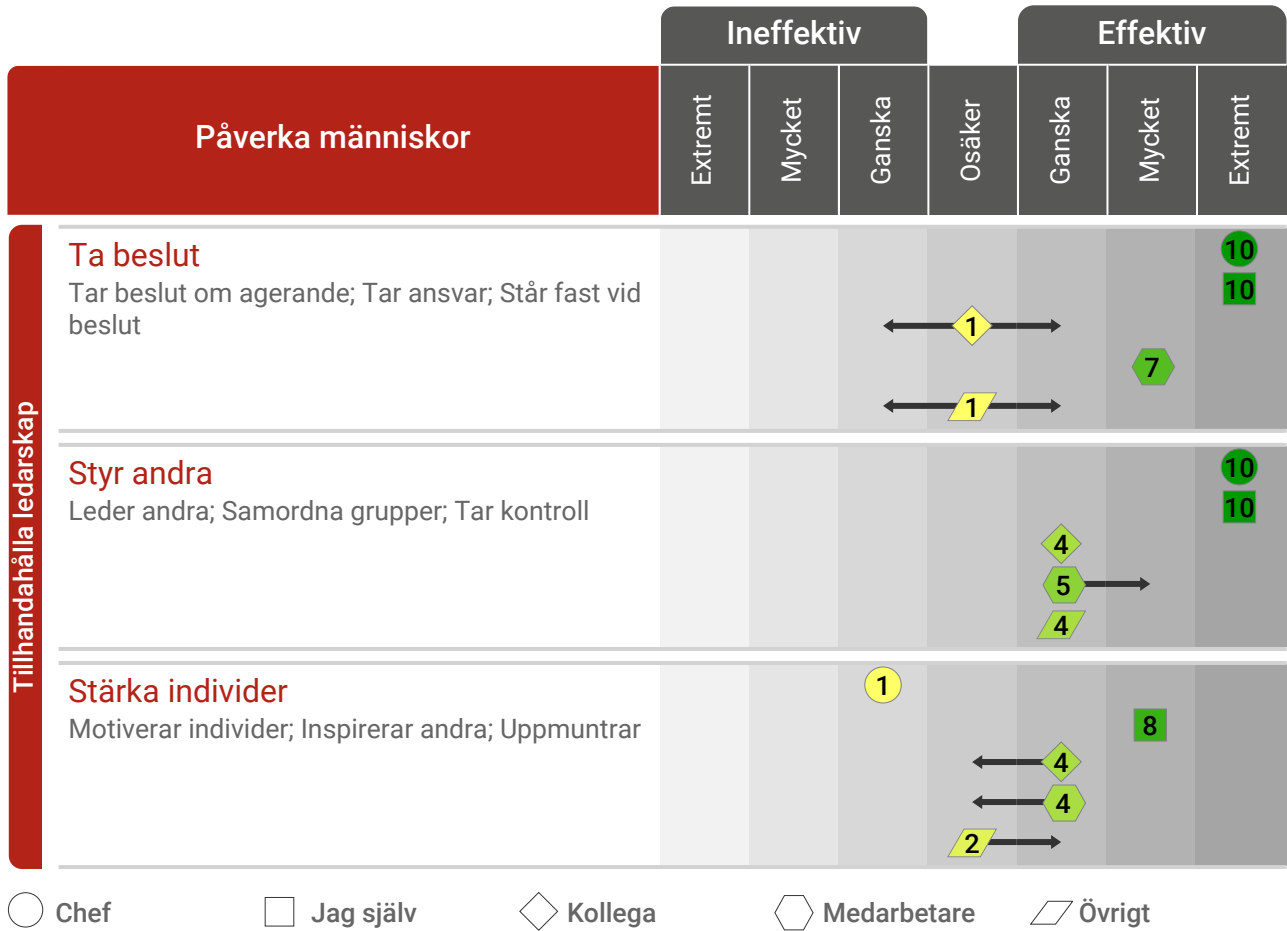 Ineffektiv
Effektiv
Påverka människor
Extremt
Mycket
Ganska
Osäker
Ganska
Mycket
Extremt
Tillhandahålla ledarskap
Ta beslut
Tar beslut om agerande; Tar ansvar; Står fast vid
beslut
10
10
1
7
1
Styr andra
Leder andra; Samordna grupper; Tar kontroll
10
10
4
5
4
Stärka individer
Motiverar individer; Inspirerar andra; Uppmuntrar
1
8
4
4
2
Chef
Jag själv
Kollega
Medarbetare
Övrigt